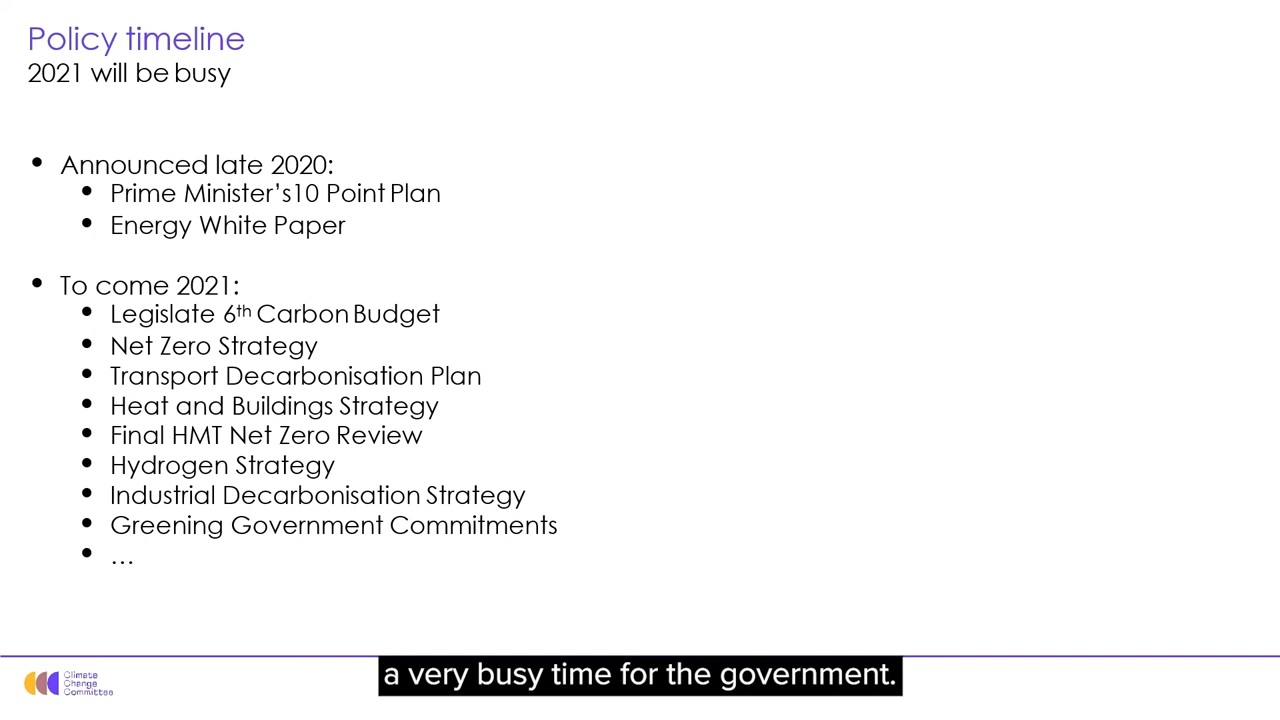 Policy timeline
2021 will be busy
• Announced late 2020:
• Prime Minister's10 Point Plan
• Energy White Paper
• To come 2021:
• Legislate 6th Carbon Budget
• Net Zero Strategy
• Transport Decarbonisation Plan
• Heat and Buildings Strategy
• Final HMT Net Zero Review
• Hydrogen Strategy
• Industrial Decarbonisation Strategy
• Greening Government Commitments
• …
Climate
Change
Committee
a very busy time for the government.